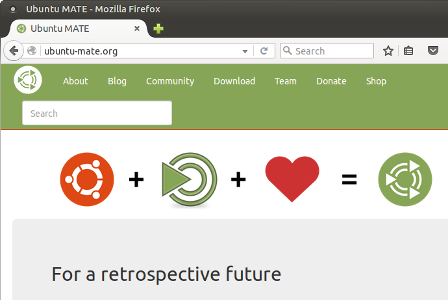 Ubuntu MATE - Mozilla Firefox
Ubuntu MATE
ubuntu-mate.org
Search
About Blog Community Download Team Donate Shop
Search
+ + =
For a retrospective future